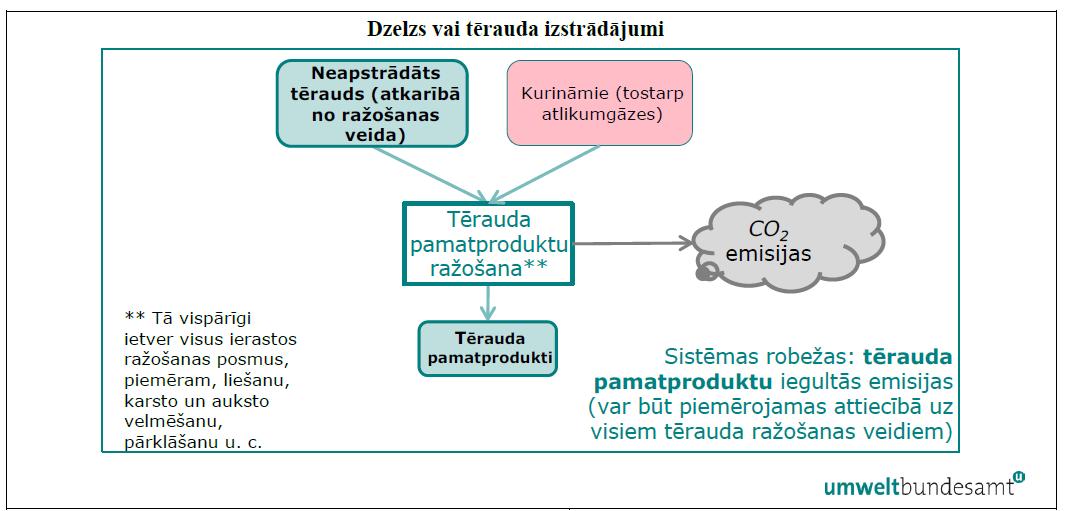 Dzelzs vai tērauda izstrādājumi
Neapstrādāts
tērauds (atkarībā
no ražošanas
veida)
Kurināmie (tostarp
atlikumgāzes)
Tērauda
pamatproduktu
ražošana**
CO2
emisijas
Tērauda
pamatprodukti
** Tā vispārīgi
ietver visus ierastos
ražošanas posmus,
piemēram, liešanu,
karsto un auksto
velmēšanu,
pārklāšanu u. c.
Sistēmas robežas: tērauda
pamatproduktu iegultās emisijas
(var būt piemērojamas attiecībā uz
visiem tērauda ražošanas veidiem)
umweltbundesamt u